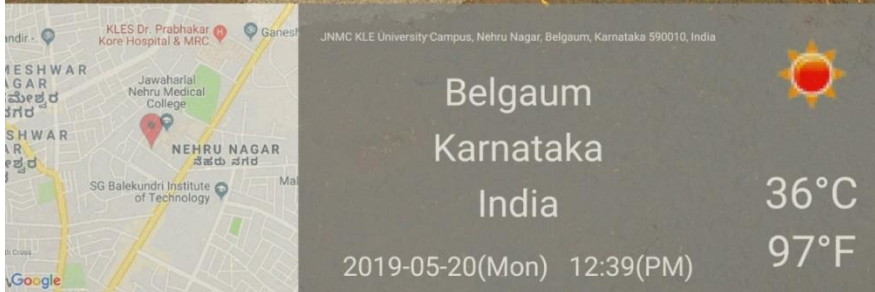 KLES Dr. Prabhakar
Kore Hospital & MRC
H
Ganesh
JNMC KLE University Campus, Nehru Nagar, Belgaum, Karnataka 590010, India
Jawaharlal
Nehru Medical
College
NEHRU NAGAR
ನೆಹರು ನಗರ
SG Balekundri Institute
of Technology
Mal
Google
Belgaum
Karnataka
India
36°C
97°F
2019-05-20(Mon) 12:39(PM)